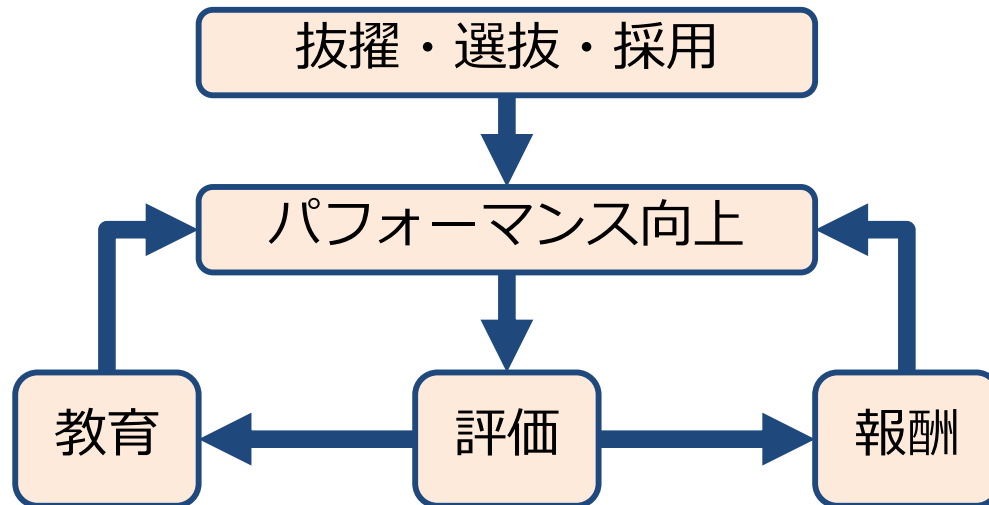 抜擢・選抜・採用
パフォーマンス向上
教育
評価
報酬